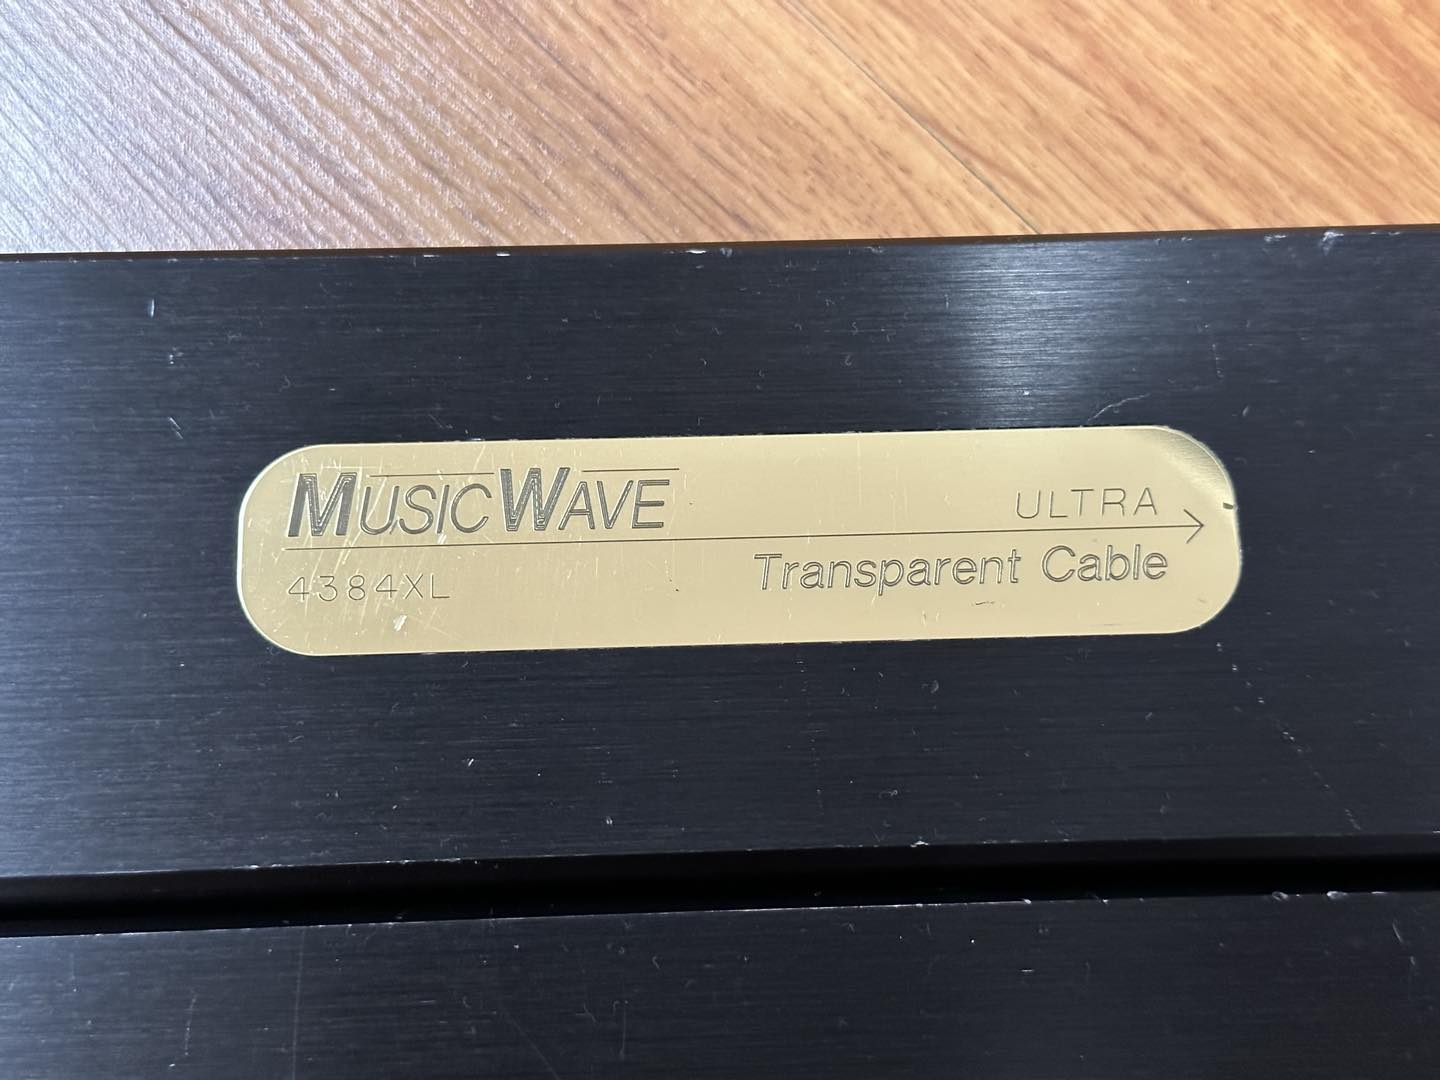 MUSICWAVE
ULTRA
4384XL
Transparent Cable